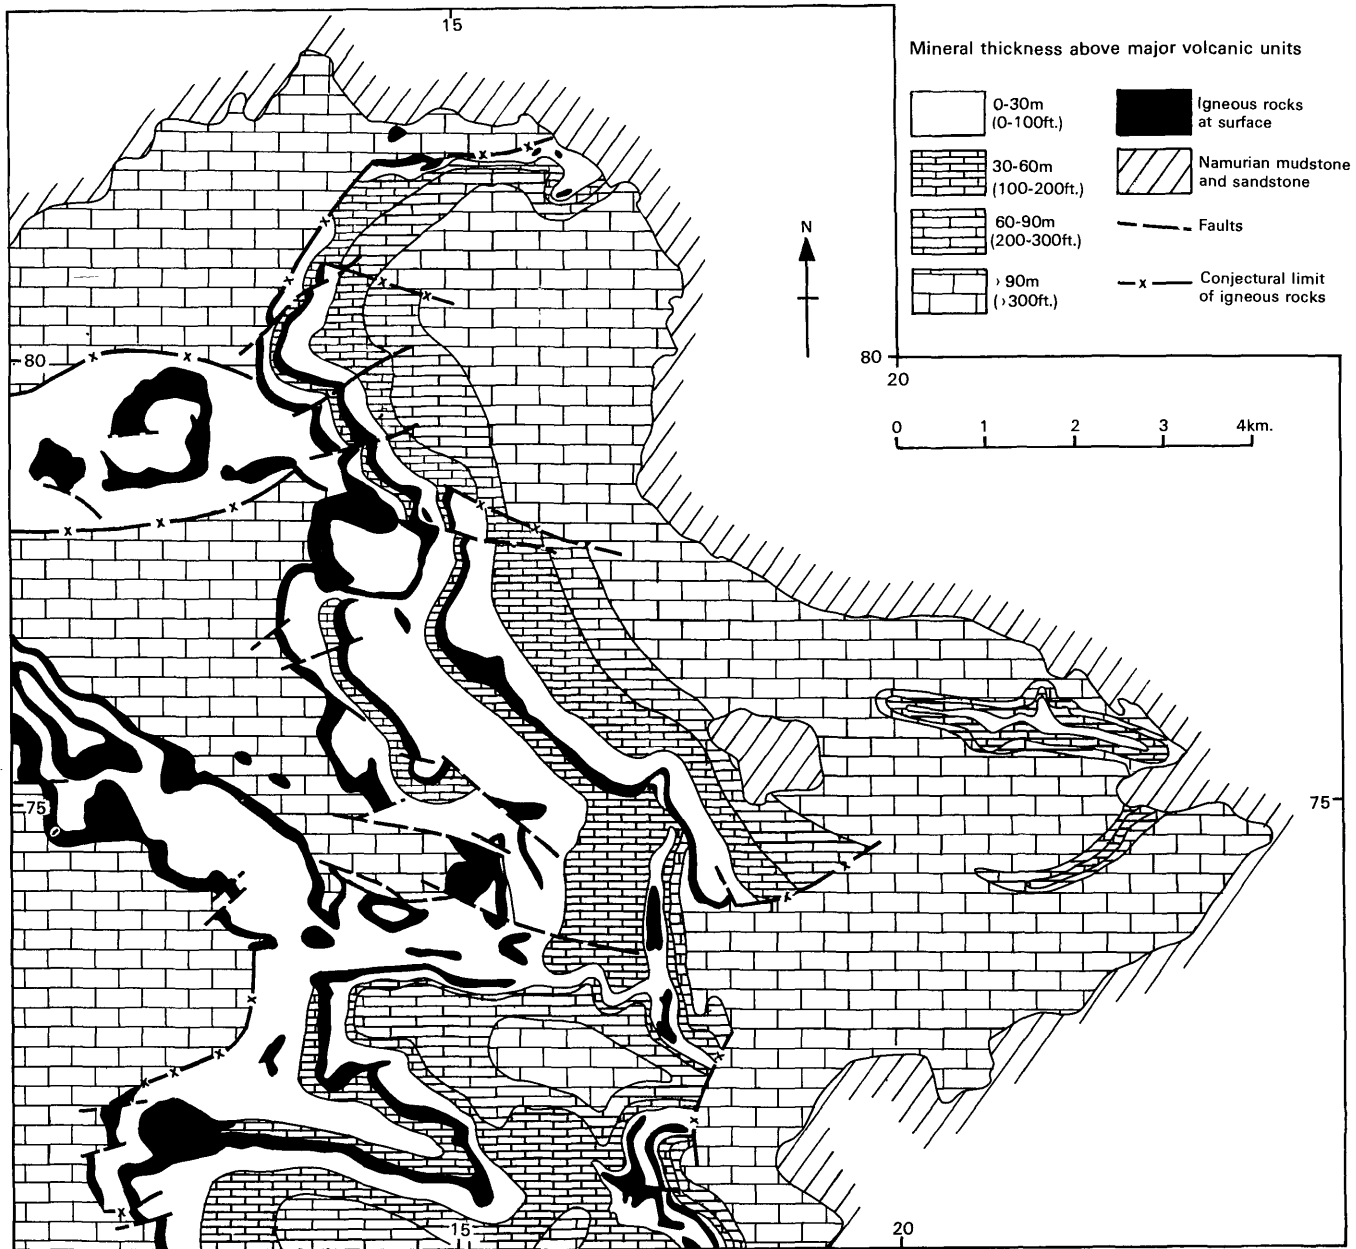 15
Mineral thickness above major volcanic units
0-30m
(0-100ft.)
Igneous rocks
at surface
30-60m
(100-200ft.)
Namurian mudstone
and sandstone
60-90m
(200-300ft.)
Faults
› 90m
(›300ft.)
x
Conjectural limit
of igneous rocks
N
80
80
20
0 1 2 3 4km.
75
75
15
20